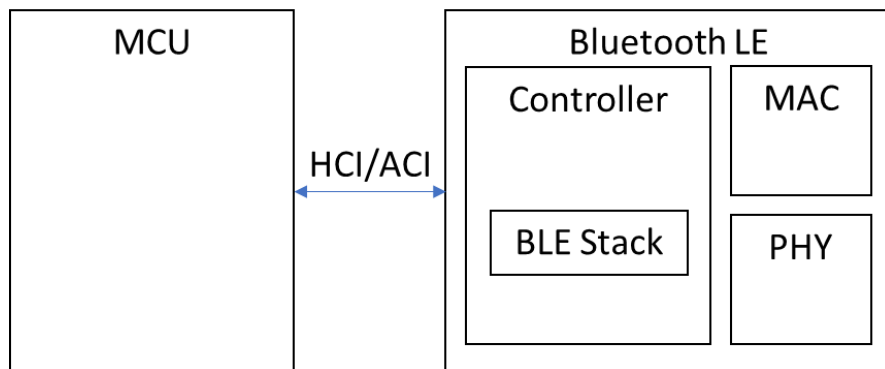 MCU
HCI/ACI
Bluetooth LE
Controller
BLE Stack
MAC
PHY